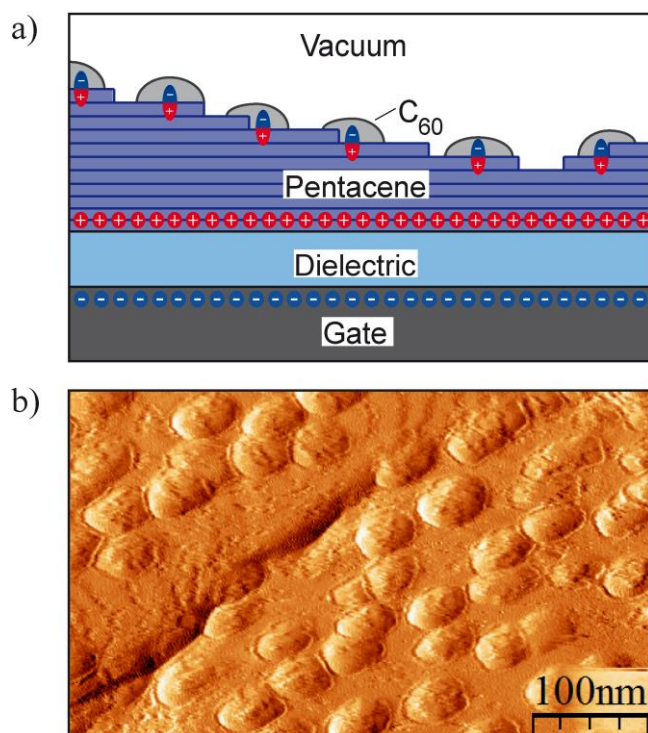 a)
Vacuum
C60
Pentacene
Dielectric
Gate
b)
100nm